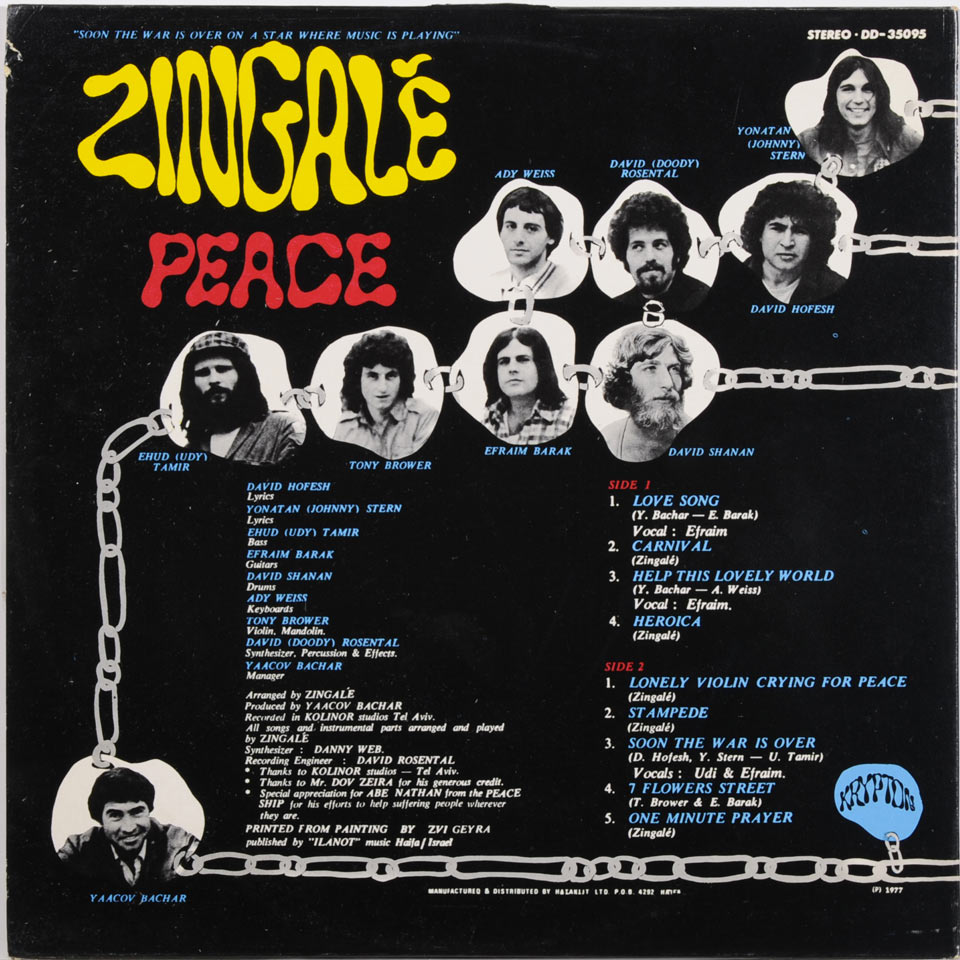 "SOON THE WAR IS OVER ON A STAR WHERE MUSIC IS PLAYING"
STEREO · DD-35095
ZINGALĔ
PEACE
YONATAN
(JOHNNY)
STERN
ADY WEISS
DAVID (DOODY)
ROSENTAL
DAVID HOFESH
EHUD (UDY)
TAMIR
TONY BROWER
EFRAIM BARAK
DAVID SHANAN
DAVID HOFESH
Lyrics
YONATAN (JOHNNY) STERN
Lyrics
EHUD (UDY) TAMIR
Bass
EFRAIM BARAK
Guitars
DAVID SHANAN
Drums
ADY WEISS
Keyboards
TONY BROWER
Violin, Mandolin.
DAVID (DOODY) ROSENTAL
Synthesizer, Percussion & Effects.
YAACOV BACHAR
Manager
Arranged by ZINGALĔ
Produced by YAACOV BACHAR
Recorded in KOLINOR studios Tel Aviv.
All songs and instrumental parts arranged and played
by ZINGALĔ
Synthesizer : DANNY WEB.
Recording Engineer : DAVID ROSENTAL
* Thanks to KOLINOR studios — Tel Aviv.
* Thanks to Mr. DOV ZEIRA for his generous credit.
* Special appreciation for ABE NATHAN from the PEACE
SHIP for his efforts to help suffering people wherever
they are.
PRINTED FROM PAINTING BY ZVI GEYRA
published by "ILANOT" music Haifa / Israel
SIDE 1
1. LOVE SONG
(Y. Bachar — E. Barak)
Vocal : Efraim
2. CARNIVAL
(Zingalé)
3. HELP THIS LOVELY WORLD
(Y. Bachar — A. Weiss)
Vocal : Efraim.
4. HEROICA
(Zingalé)
SIDE 2
1. LONELY VIOLIN CRYING FOR PEACE
(Zingalé)
2. STAMPEDE
(Zingalé)
3. SOON THE WAR IS OVER
(D. Hofesh, Y. Stern — U. Tamir)
Vocals : Udi & Efraim.
4. 7 FLOWERS STREET
(T. Brower & E. Barak)
5. ONE MINUTE PRAYER
(Zingalé)
KRYPTON
YAACOV BACHAR
MANUFACTURED & DISTRIBUTED BY HATAKLIT LTD. P.O.B. 4292 HAIFA
(P) 1977